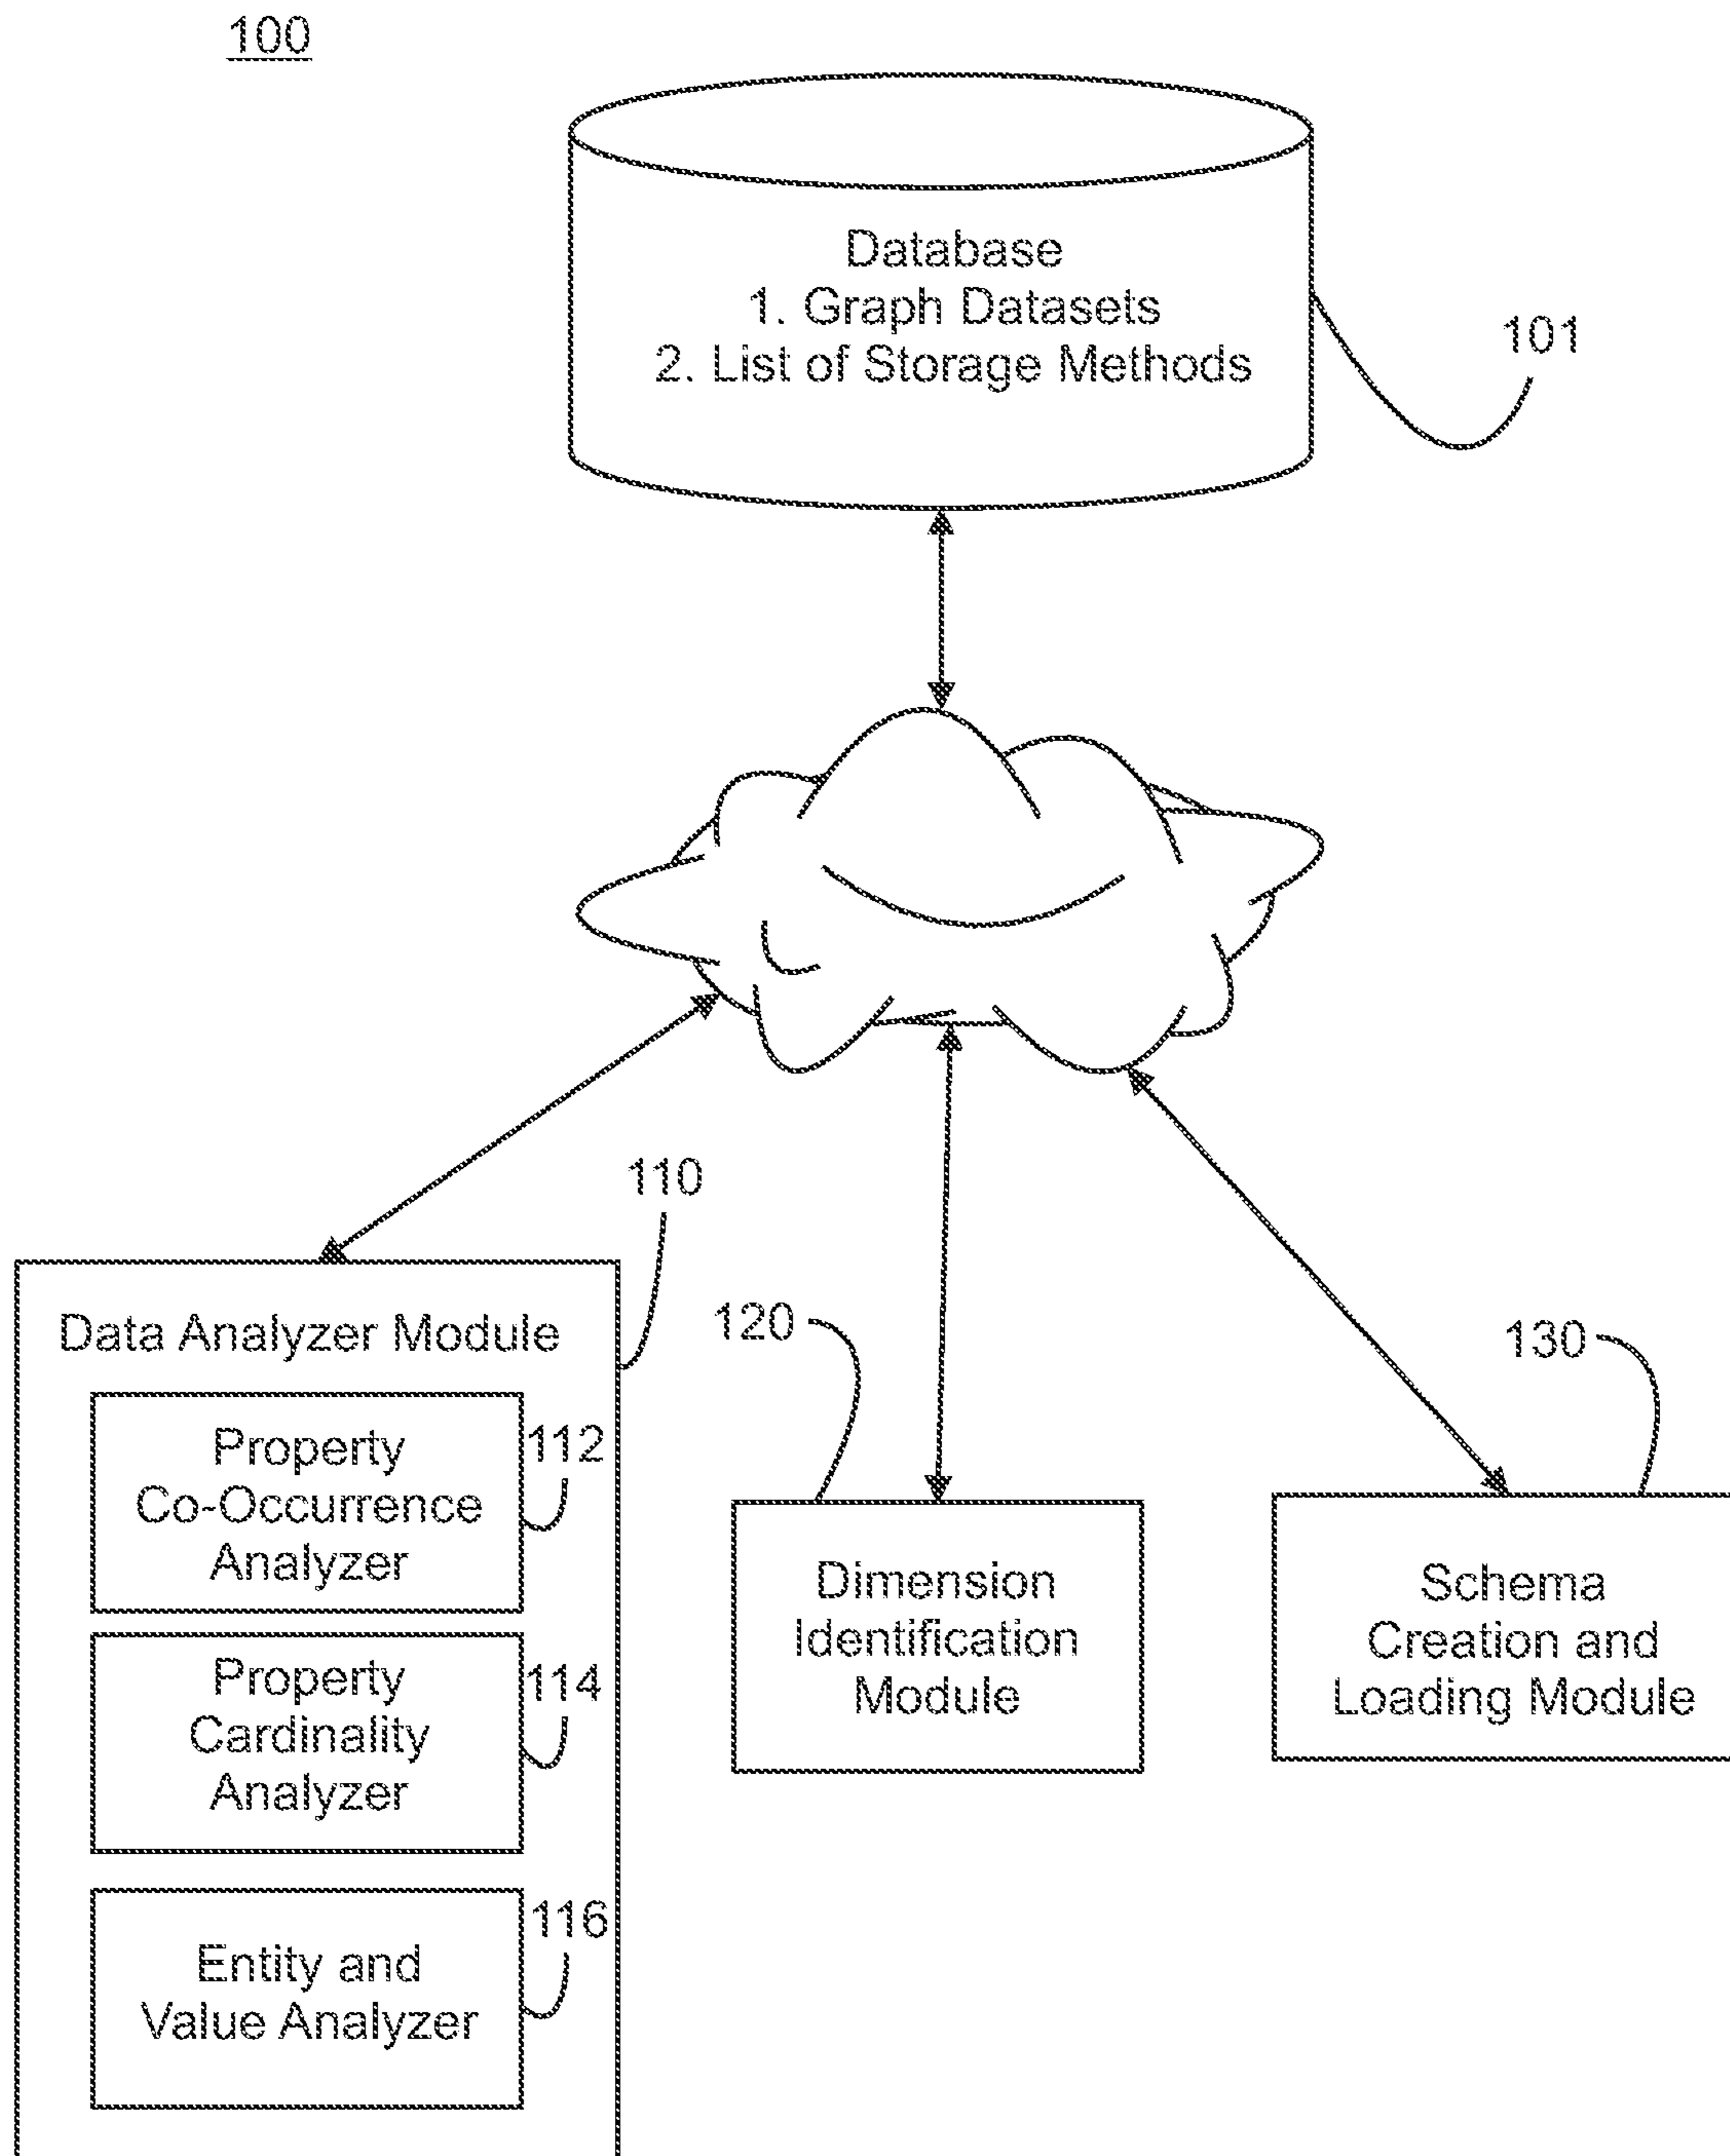 100
Database
1. Graph Datasets
2. List of Storage Methods
101
110
Data Analyzer Module
Property
Co-Occurrence
Analyzer
112
Property
Cardinality
Analyzer
114
Entity and
Value Analyzer
116
120
Dimension
Identification
Module
130
Schema
Creation and
Loading Module